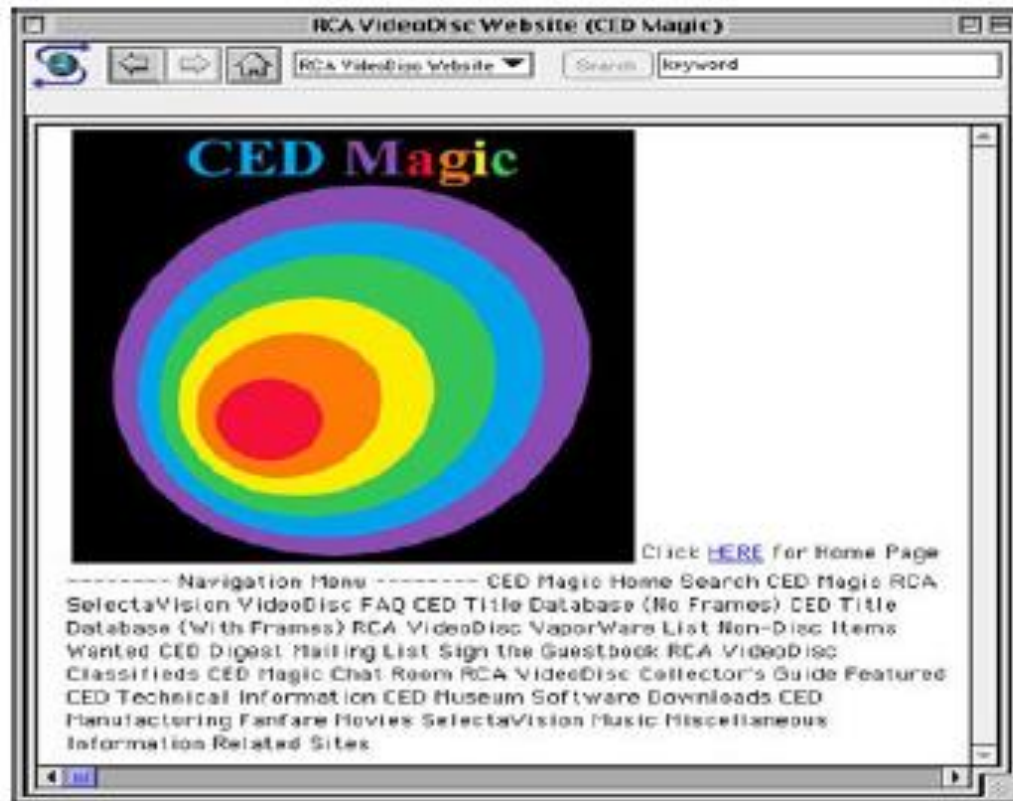 RCA VideoDisc Website (CED Magic)
RCA VideoDisc Website
Search
keyword
CED Magic
Click HERE for Home Page
-------- Navigation Menu -------- CED Magic Home Search CED Magic RCA
SelectaVision VideoDisc FAQ CED Title Database (No Frames) CED Title
Database (With Frames) RCA VideoDisc VaporWare List Non-Disc Items
Wanted CED Digest Mailing List Sign the Guestbook RCA VideoDisc
Classifieds CED Magic Chat Room RCA VideoDisc Collector's Guide Featured
CED Technical Information CED Museum Software Downloads CED
Manufacturing Fanfare Movies SelectaVision Music Miscellaneous
Information Related Sites